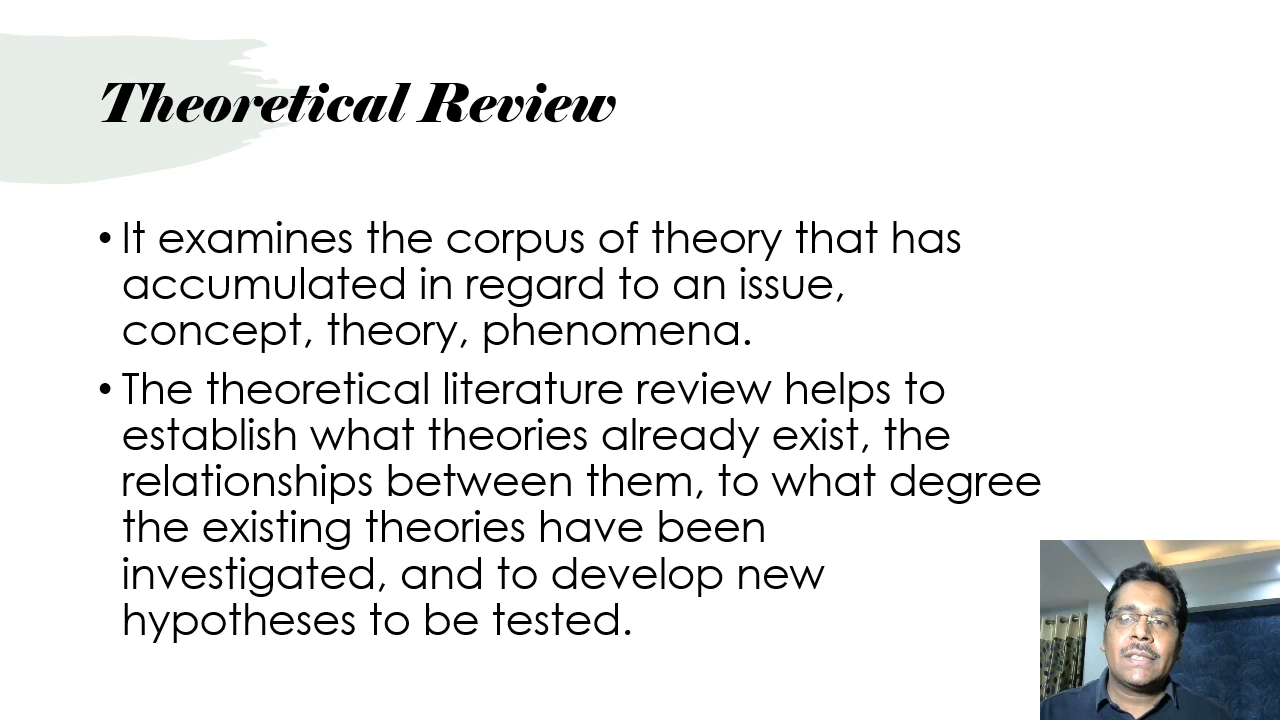 Theoretical Review
• It examines the corpus of theory that has
accumulated in regard to an issue,
concept, theory, phenomena.
• The theoretical literature review helps to
establish what theories already exist, the
relationships between them, to what degree
the existing theories have been
investigated, and to develop new
hypotheses to be tested.